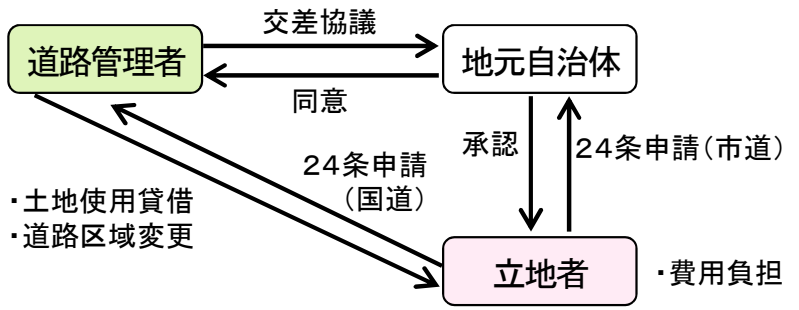 交差協議
道路管理者
地元自治体
同意
承認
２４条申請（市道）
２４条申請
（国道）
・土地使用貸借
・道路区域変更
立地者
・費用負担